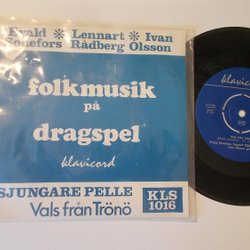 Evald * Lennart * Ivan
Sonefors Rådberg Olsson
folkmusik
på
dragspel
klavicord
SJUNGARE PELLE
Vals från Trönö
KLS
1016
klavicord